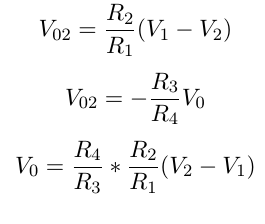 V_{02} = \frac{R_2}{R_1}(V_1 - V_2)
V_{02} = -\frac{R_3}{R_4}V_0
V_0 = \frac{R_4}{R_3} * \frac{R_2}{R_1}(V_2 - V_1)